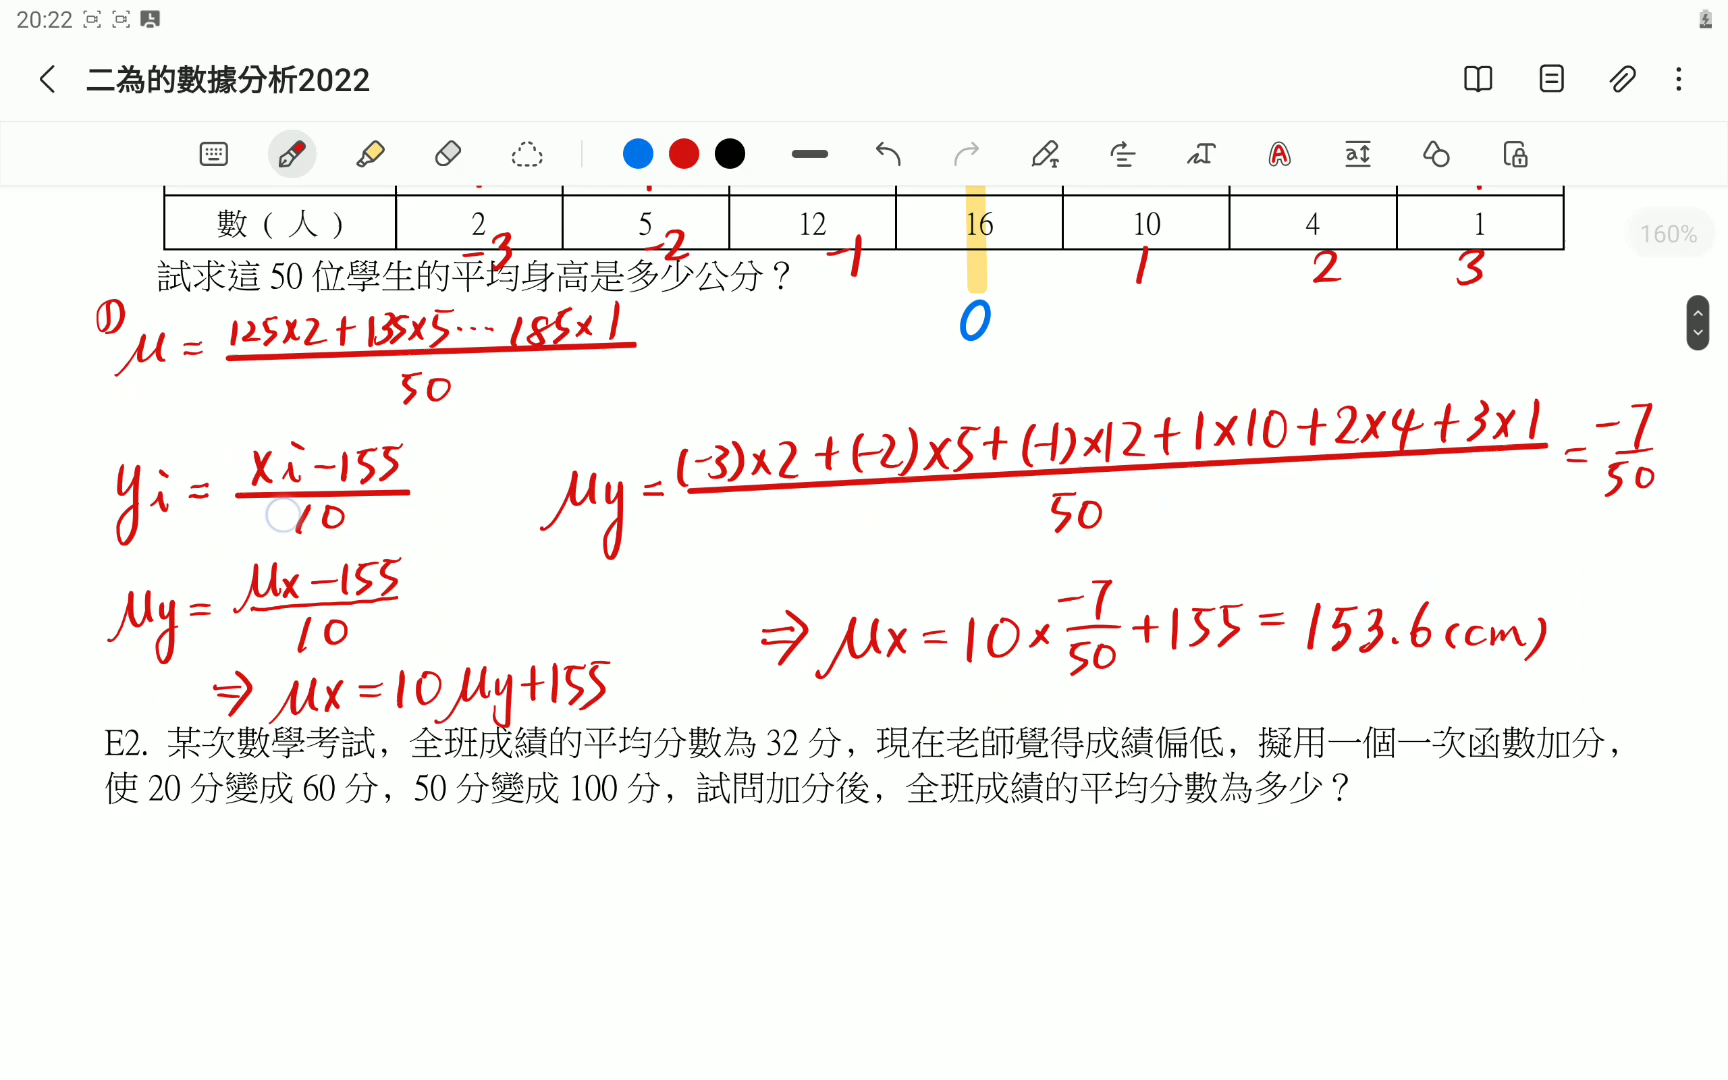 20:22
二為的數據分析2022
160%
數（人） 2 5 12 16 10 4 1
-3 -2 -1 0 1 2 3
試求這 50 位學生的平均身高是多少公分？
① μ = (125×2+135×5⋯185×1)/50
yi = (xi-155)/10
μy = ((-3)×2+(-2)×5+(-1)×12+1×10+2×4+3×1)/50 = -7/50
μy = (μx-155)/10
⇒ μx = 10μy+155
⇒ μx = 10×-7/50+155 = 153.6(cm)
E2. 某次數學考試，全班成績的平均分數為 32 分，現在老師覺得成績偏低，擬用一個一次函數加分，
使 20 分變成 60 分，50 分變成 100 分，試問加分後，全班成績的平均分數為多少？